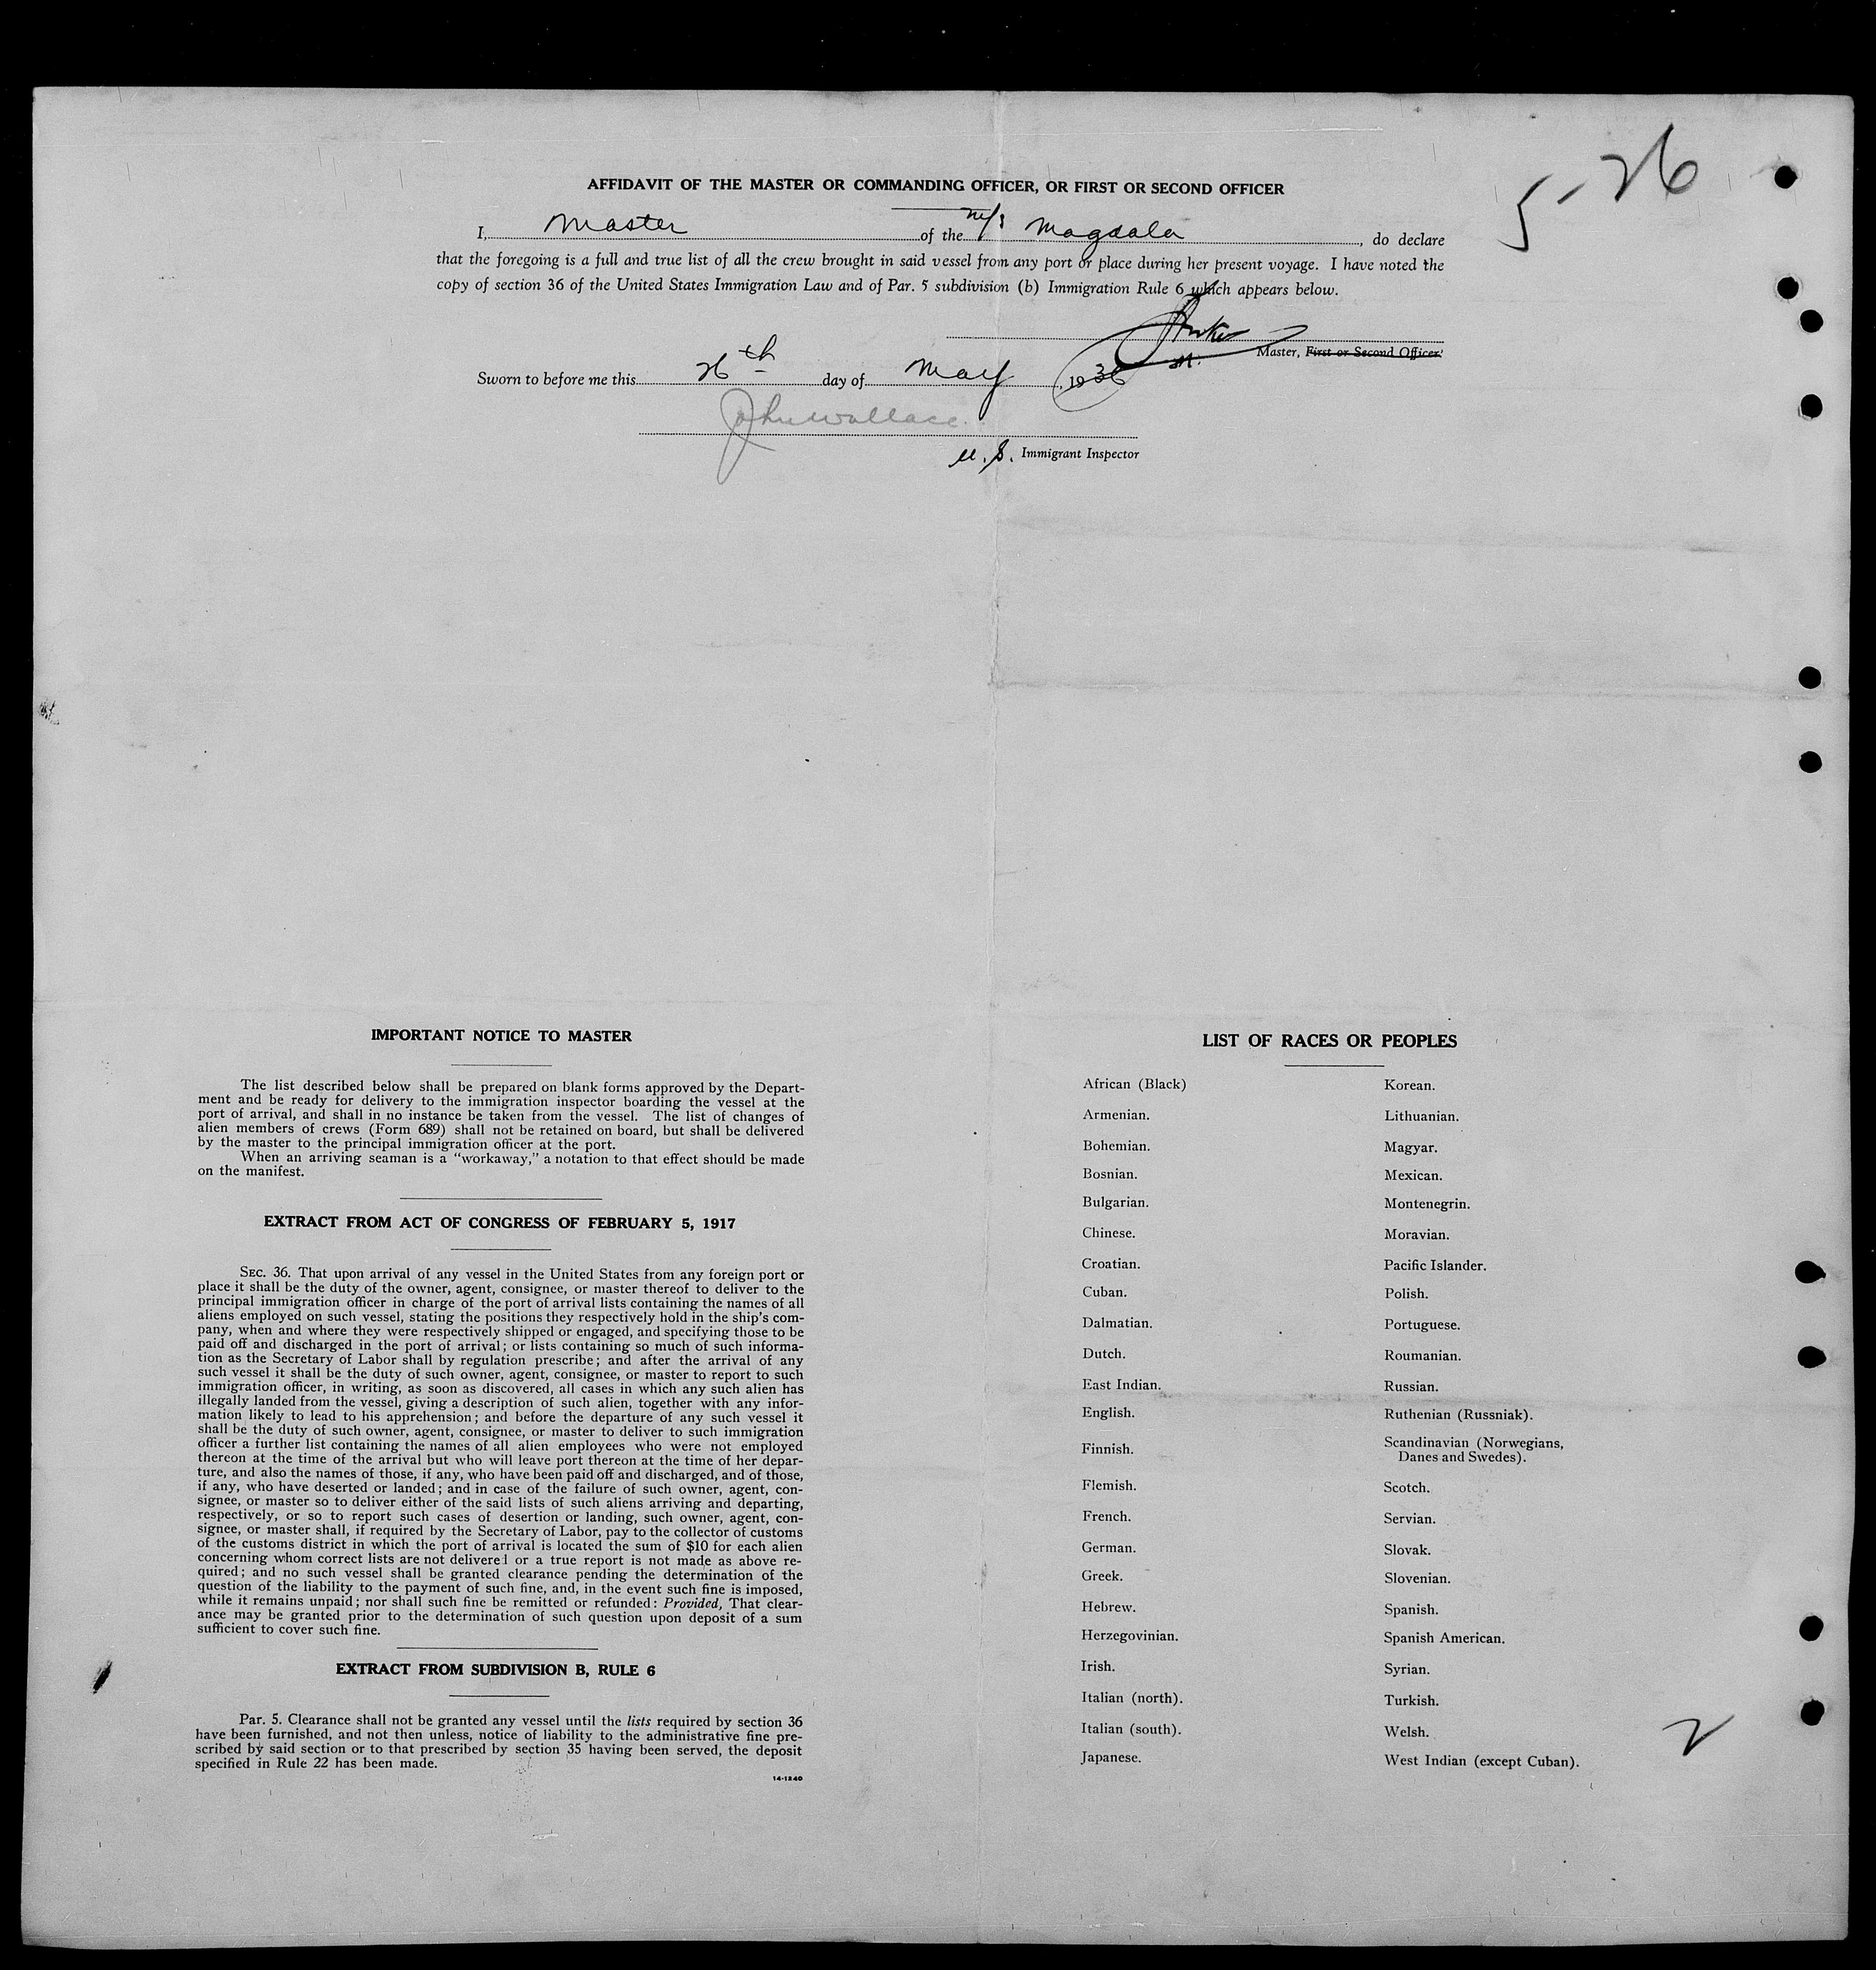 5-26
AFFIDAVIT OF THE MASTER OR COMMANDING OFFICER, OR FIRST OR SECOND OFFICER
I, Master of the m/s Magdala, do declare
that the foregoing is a full and true list of all the crew brought in said vessel from any port or place during her present voyage. I have noted the
copy of section 36 of the United States Immigration Law and of Par. 5 subdivision (b) Immigration Rule 6 which appears below.
Master, First or Second Officer.
Sworn to before me this 26th day of May, 1936
John Wallace
U.S. Immigrant Inspector
IMPORTANT NOTICE TO MASTER
The list described below shall be prepared on blank forms approved by the Depart-
ment and be ready for delivery to the immigration inspector boarding the vessel at the
port of arrival, and shall in no instance be taken from the vessel. The list of changes of
alien members of crews (Form 689) shall not be retained on board, but shall be delivered
by the master to the principal immigration officer at the port.
When an arriving seaman is a "workaway," a notation to that effect should be made
on the manifest.
EXTRACT FROM ACT OF CONGRESS OF FEBRUARY 5, 1917
SEC. 36. That upon arrival of any vessel in the United States from any foreign port or
place it shall be the duty of the owner, agent, consignee, or master thereof to deliver to the
principal immigration officer in charge of the port of arrival lists containing the names of all
aliens employed on such vessel, stating the positions they respectively hold in the ship's com-
pany, when and where they were respectively shipped or engaged, and specifying those to be
paid off and discharged in the port of arrival; or lists containing so much of such informa-
tion as the Secretary of Labor shall by regulation prescribe; and after the arrival of any
such vessel it shall be the duty of such owner, agent, consignee, or master to report to such
immigration officer, in writing, as soon as discovered, all cases in which any such alien has
illegally landed from the vessel, giving a description of such alien, together with any infor-
mation likely to lead to his apprehension; and before the departure of any such vessel it
shall be the duty of such owner, agent, consignee, or master to deliver to such immigration
officer a further list containing the names of all alien employees who were not employed
thereon at the time of the arrival but who will leave port thereon at the time of her depar-
ture, and also the names of those, if any, who have been paid off and discharged, and of those,
if any, who have deserted or landed; and in case of the failure of such owner, agent, con-
signee, or master so to deliver either of the said lists of such aliens arriving and departing,
respectively, or so to report such cases of desertion or landing, such owner, agent, con-
signee, or master shall, if required by the Secretary of Labor, pay to the collector of customs
of the customs district in which the port of arrival is located the sum of $10 for each alien
concerning whom correct lists are not delivered or a true report is not made as above re-
quired; and no such vessel shall be granted clearance pending the determination of the
question of the liability to the payment of such fine, and, in the event such fine is imposed,
while it remains unpaid; nor shall such fine be remitted or refunded: Provided, That clear-
ance may be granted prior to the determination of such question upon deposit of a sum
sufficient to cover such fine.
EXTRACT FROM SUBDIVISION B, RULE 6
Par. 5. Clearance shall not be granted any vessel until the lists required by section 36
have been furnished, and not then unless, notice of liability to the administrative fine pre-
scribed by said section or to that prescribed by section 35 having been served, the deposit
specified in Rule 22 has been made.
14-1240
LIST OF RACES OR PEOPLES
African (Black)
Armenian.
Bohemian.
Bosnian.
Bulgarian.
Chinese.
Croatian.
Cuban.
Dalmatian.
Dutch.
East Indian.
English.
Finnish.
Flemish.
French.
German.
Greek.
Hebrew.
Herzegovinian.
Irish.
Italian (north).
Italian (south).
Japanese.
Korean.
Lithuanian.
Magyar.
Mexican.
Montenegrin.
Moravian.
Pacific Islander.
Polish.
Portuguese.
Roumanian.
Russian.
Ruthenian (Russniak).
Scandinavian (Norwegians,
Danes and Swedes).
Scotch.
Servian.
Slovak.
Slovenian.
Spanish.
Spanish American.
Syrian.
Turkish.
Welsh.
West Indian (except Cuban).
2